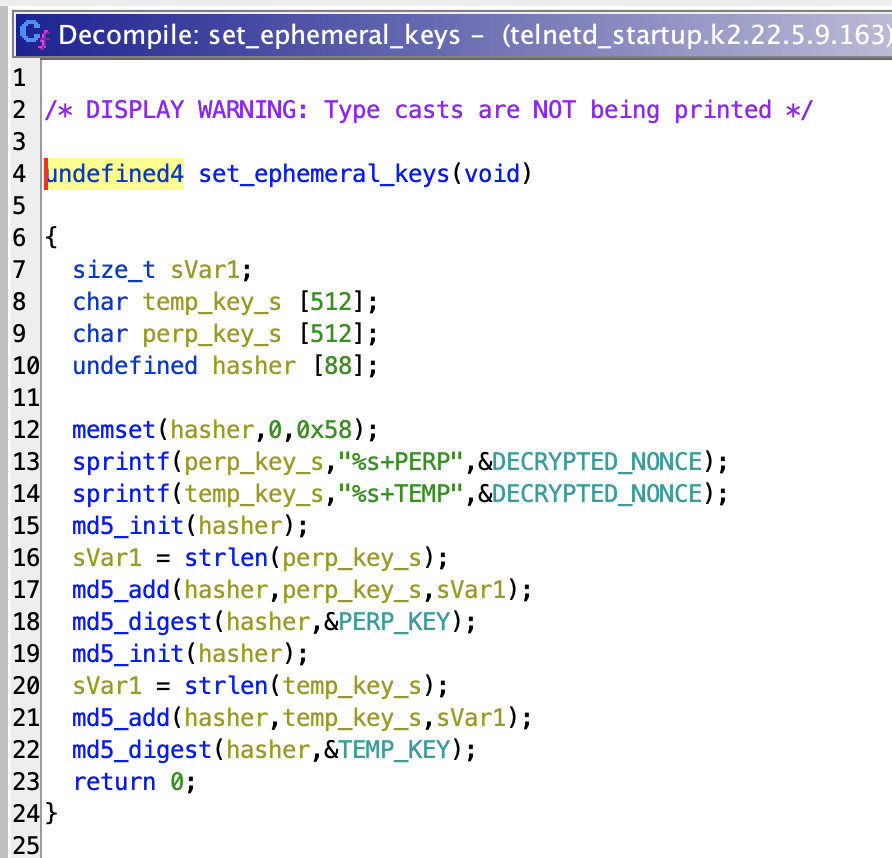 Decompile: set_ephemeral_keys – (telnetd_startup.k2.22.5.9.163)
1
2 /* DISPLAY WARNING: Type casts are NOT being printed */
3
4 undefined4 set_ephemeral_keys(void)
5
6 {
7   size_t sVar1;
8   char temp_key_s [512];
9   char perp_key_s [512];
10   undefined hasher [88];
11
12   memset(hasher,0,0x58);
13   sprintf(perp_key_s,"%s+PERP",&DECRYPTED_NONCE);
14   sprintf(temp_key_s,"%s+TEMP",&DECRYPTED_NONCE);
15   md5_init(hasher);
16   sVar1 = strlen(perp_key_s);
17   md5_add(hasher,perp_key_s,sVar1);
18   md5_digest(hasher,&PERP_KEY);
19   md5_init(hasher);
20   sVar1 = strlen(temp_key_s);
21   md5_add(hasher,temp_key_s,sVar1);
22   md5_digest(hasher,&TEMP_KEY);
23   return 0;
24 }
25